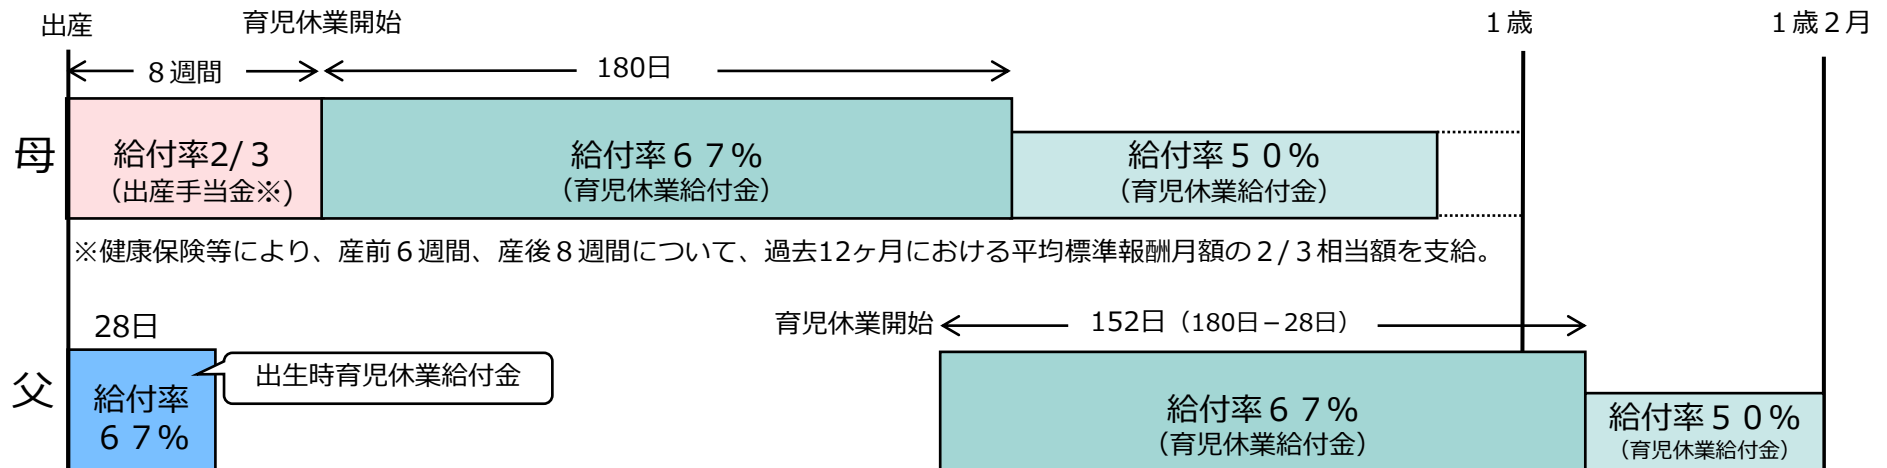 出産
育児休業開始
１歳
１歳２月
８週間
180日
母
給付率2/３
（出産手当金※）
給付率６７％
（育児休業給付金）
給付率５０％
（育児休業給付金）
※健康保険等により、産前６週間、産後８週間について、過去12ヶ月における平均標準報酬月額の２/３相当額を支給。
28日
育児休業開始
152日（180日－28日）
父
給付率
６７％
出生時育児休業給付金
給付率６７％
（育児休業給付金）
給付率５０％
（育児休業給付金）